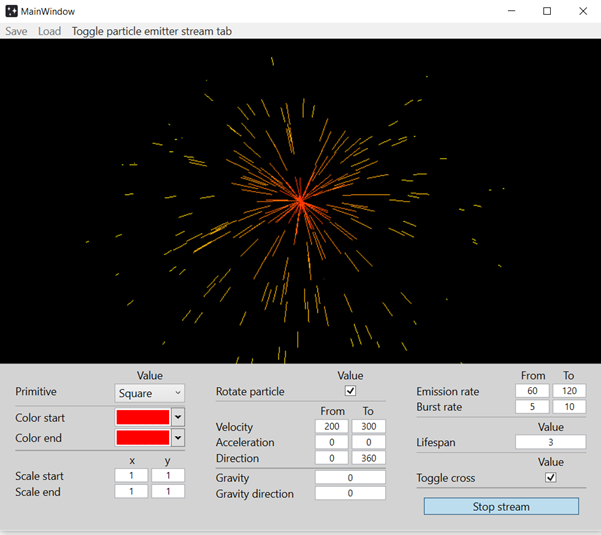 MainWindow
Save Load Toggle particle emitter stream tab
Value
Primitive Square
Color start
Color end
x y
Scale start 1 1
Scale end 1 1
Value
Rotate particle
From To
Velocity 200 300
Acceleration 0 0
Direction 0 360
Gravity 0
Gravity direction 0
From To
Emission rate 60 120
Burst rate 5 10
Value
Lifespan 3
Value
Toggle cross
Stop stream